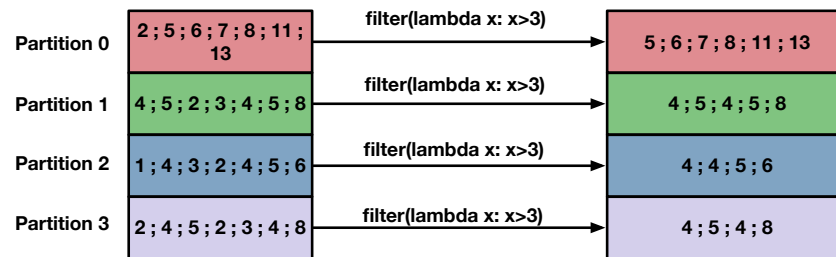 filter(lambda x: x>3)
Partition 0
2 ; 5 ; 6 ; 7 ; 8 ; 11 ;
13
5 ; 6 ; 7 ; 8 ; 11 ; 13
filter(lambda x: x>3)
Partition 1
4 ; 5 ; 2 ; 3 ; 4 ; 5 ; 8
4 ; 5 ; 4 ; 5 ; 8
filter(lambda x: x>3)
Partition 2
1 ; 4 ; 3 ; 2 ; 4 ; 5 ; 6
4 ; 4 ; 5 ; 6
filter(lambda x: x>3)
Partition 3
2 ; 4 ; 5 ; 2 ; 3 ; 4 ; 8
4 ; 5 ; 4 ; 8